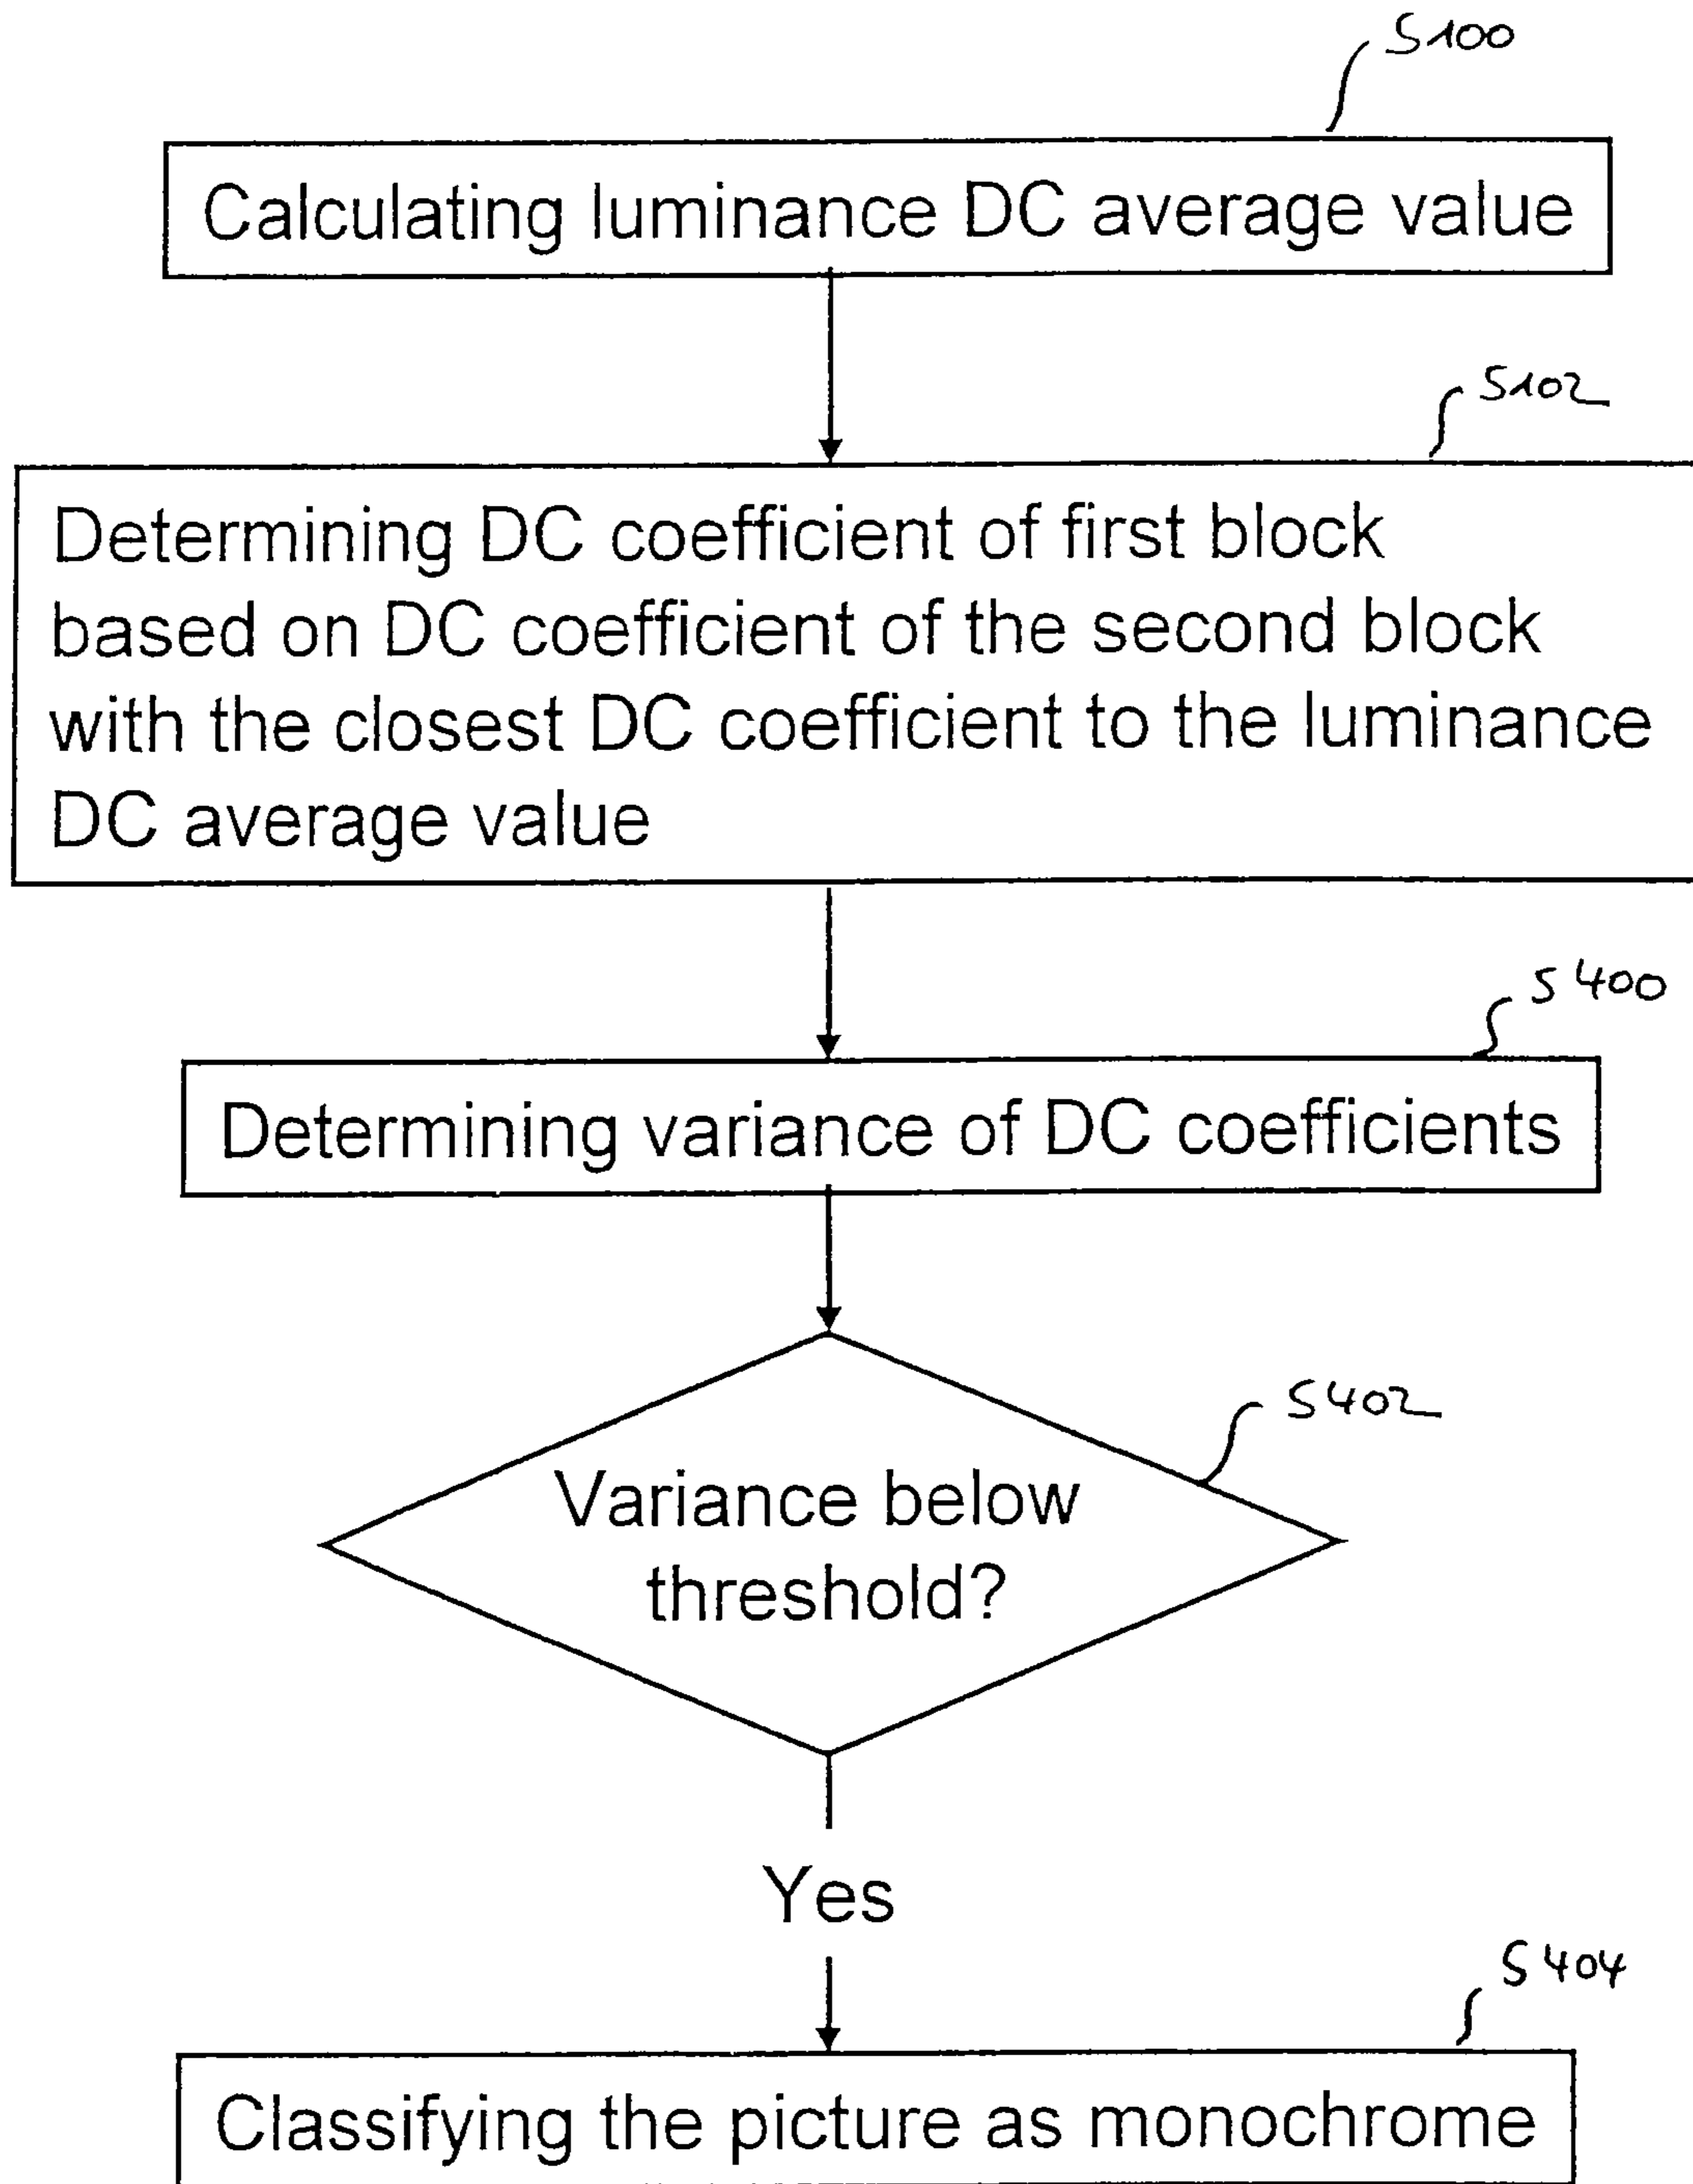 S100
Calculating luminance DC average value
S102
Determining DC coefficient of first block
based on DC coefficient of the second block
with the closest DC coefficient to the luminance
DC average value
S400
Determining variance of DC coefficients
S402
Variance below
threshold?
Yes
S404
Classifying the picture as monochrome